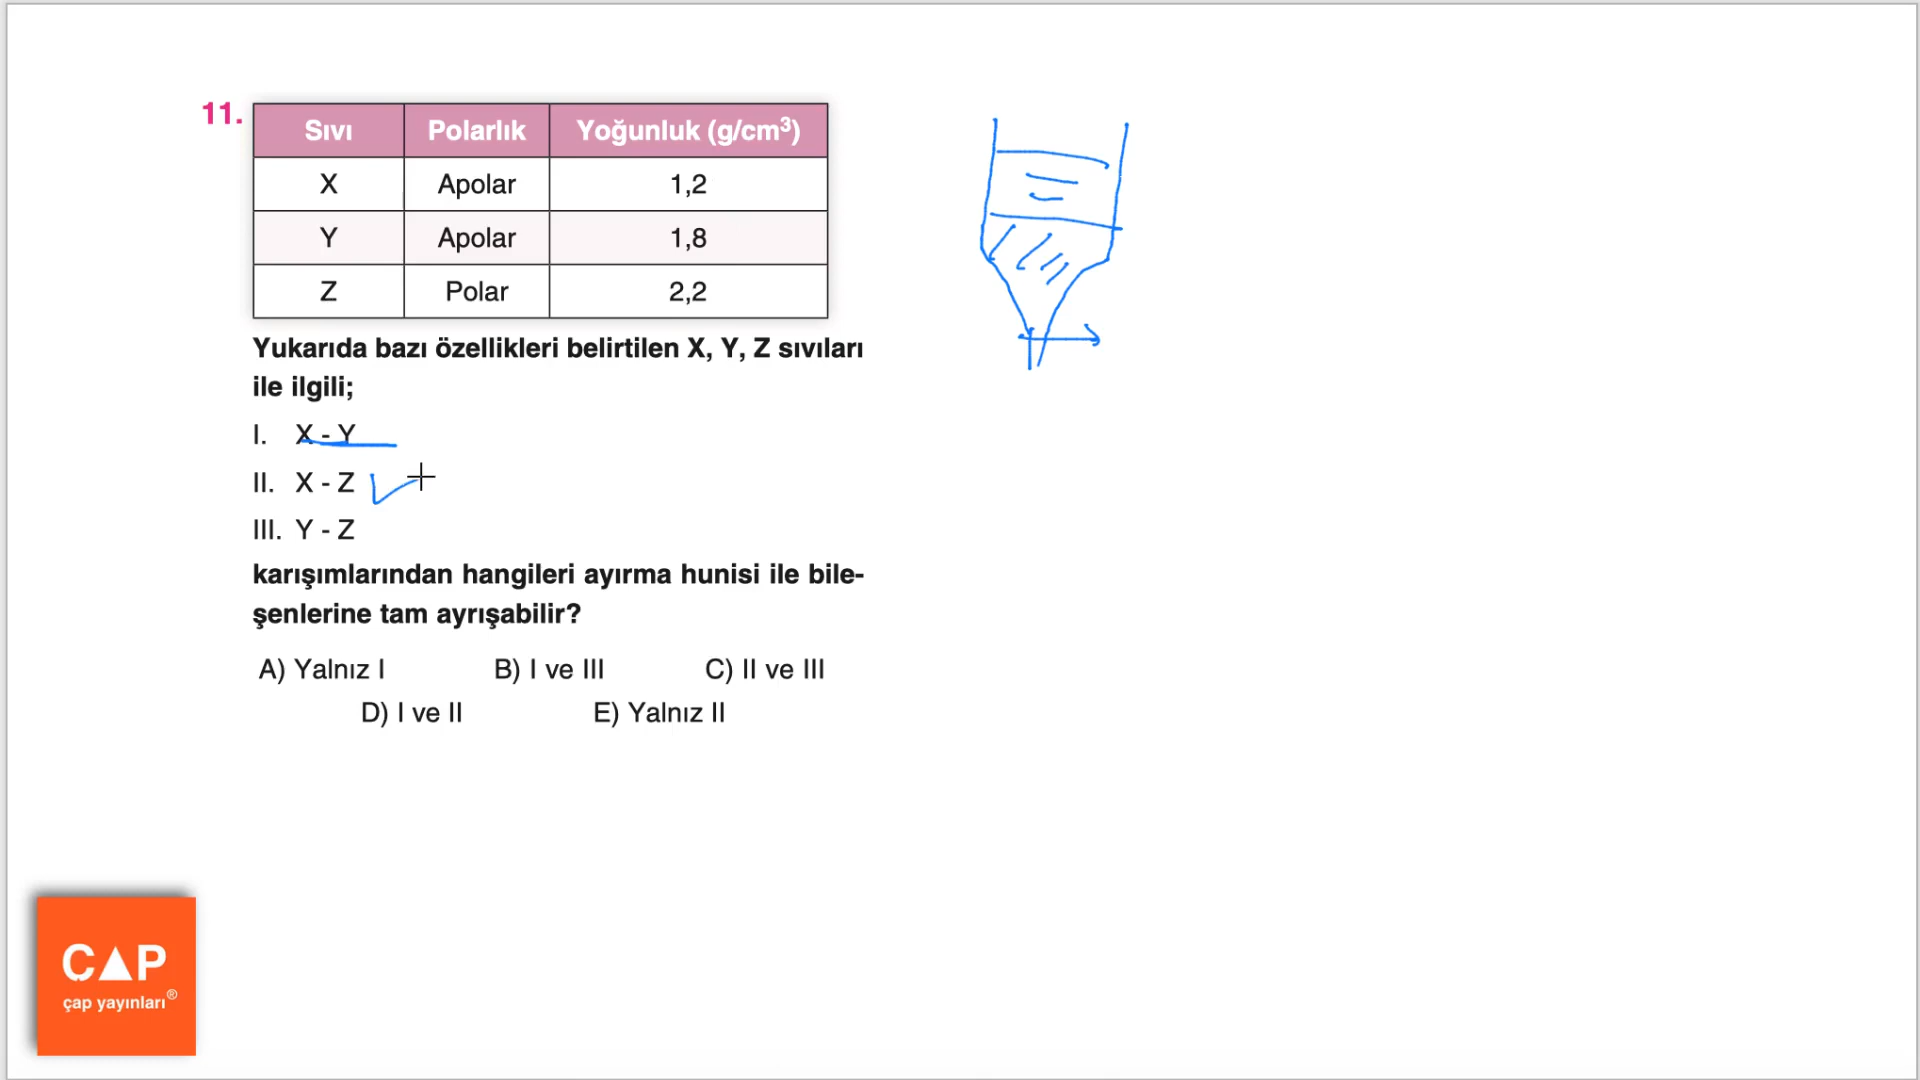 11.
Sıvı Polarlık Yoğunluk (g/cm³)
X Apolar 1,2
Y Apolar 1,8
Z Polar 2,2
Yukarıda bazı özellikleri belirtilen X, Y, Z sıvıları
ile ilgili;
I. X - Y
II. X - Z
III. Y - Z
karışımlarından hangileri ayırma hunisi ile bile-
şenlerine tam ayrışabilir?
A) Yalnız I B) I ve III C) II ve III
D) I ve II E) Yalnız II
ÇAP
çap yayınları®